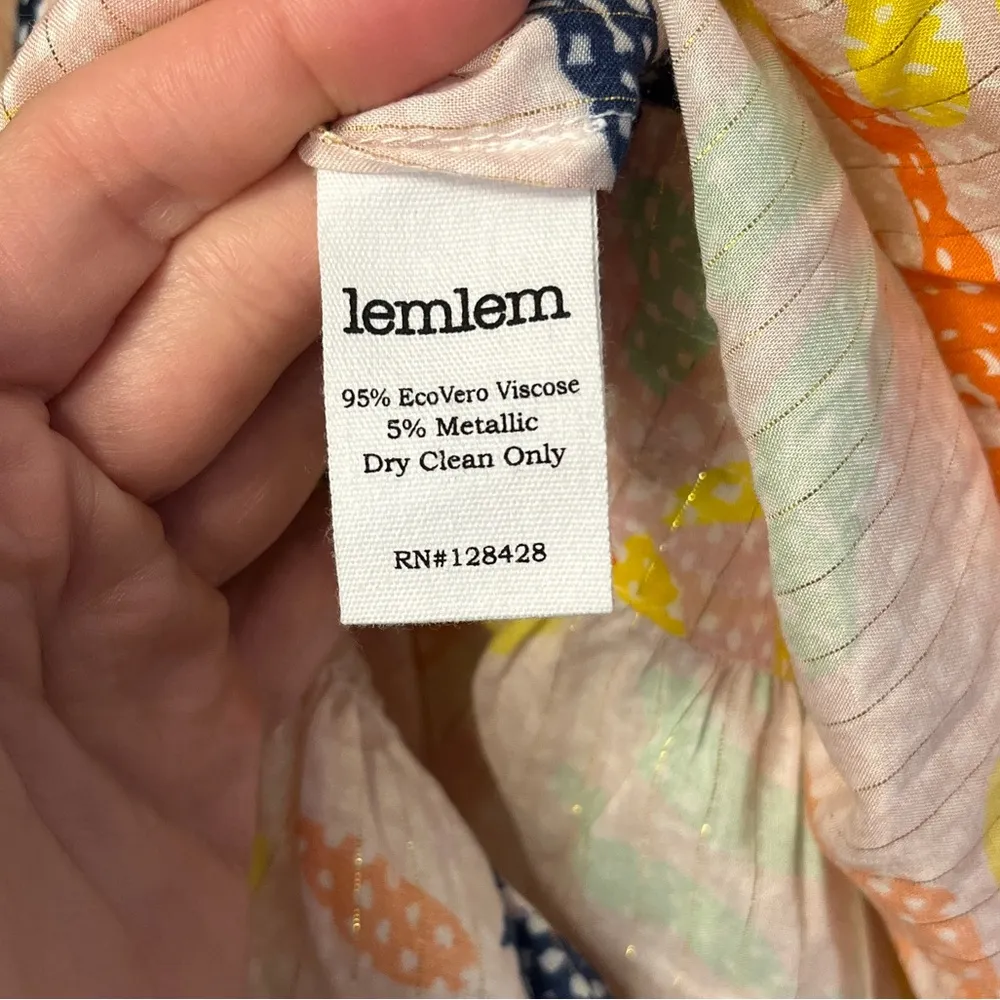 lemlem
95% EcoVero Viscose
5% Metallic
Dry Clean Only
RN#128428